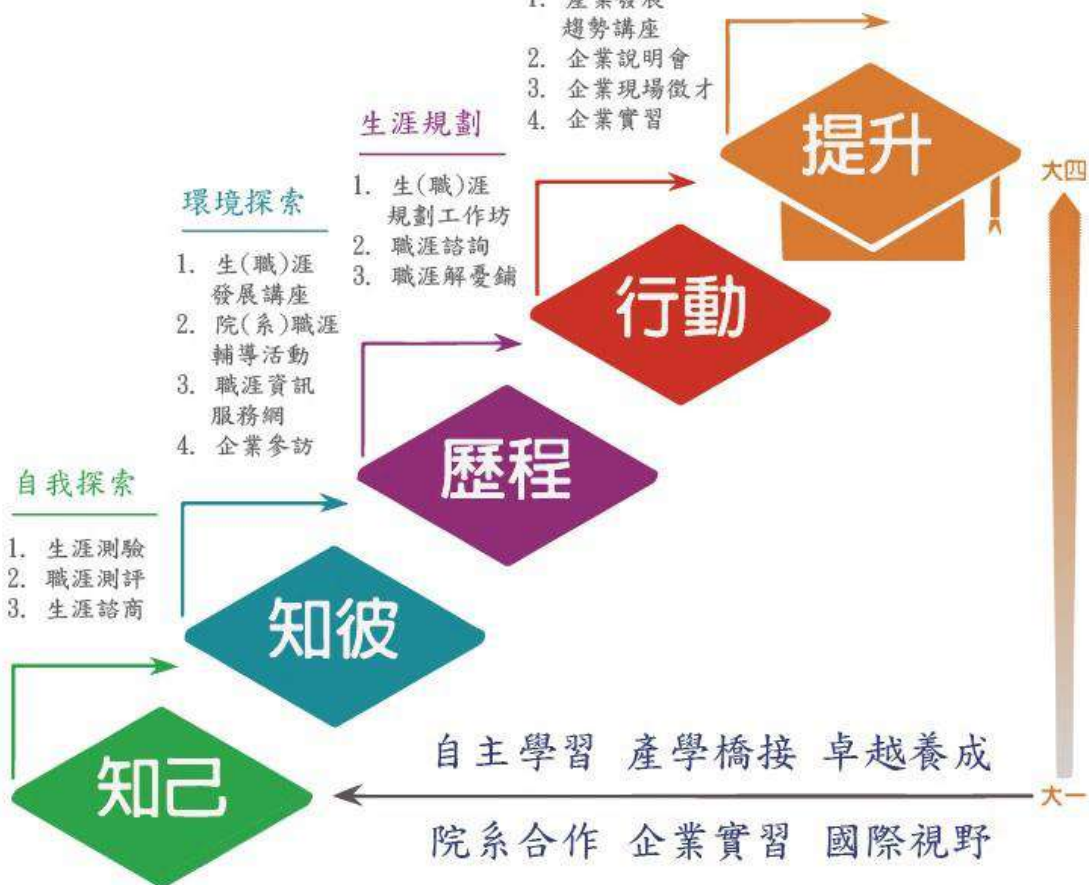 1. 產業發展
趨勢講座
2. 企業說明會
3. 企業現場徵才
4. 企業實習
提升
大四
生涯規劃
1. 生(職)涯
規劃工作坊
2. 職涯諮詢
3. 職涯解憂鋪
行動
環境探索
1. 生(職)涯
發展講座
2. 院(系)職涯
輔導活動
3. 職涯資訊
服務網
4. 企業參訪
歷程
自我探索
1. 生涯測驗
2. 職涯測評
3. 生涯諮商
知彼
知己
自主學習 產學橋接 卓越養成
大一
院系合作 企業實習 國際視野